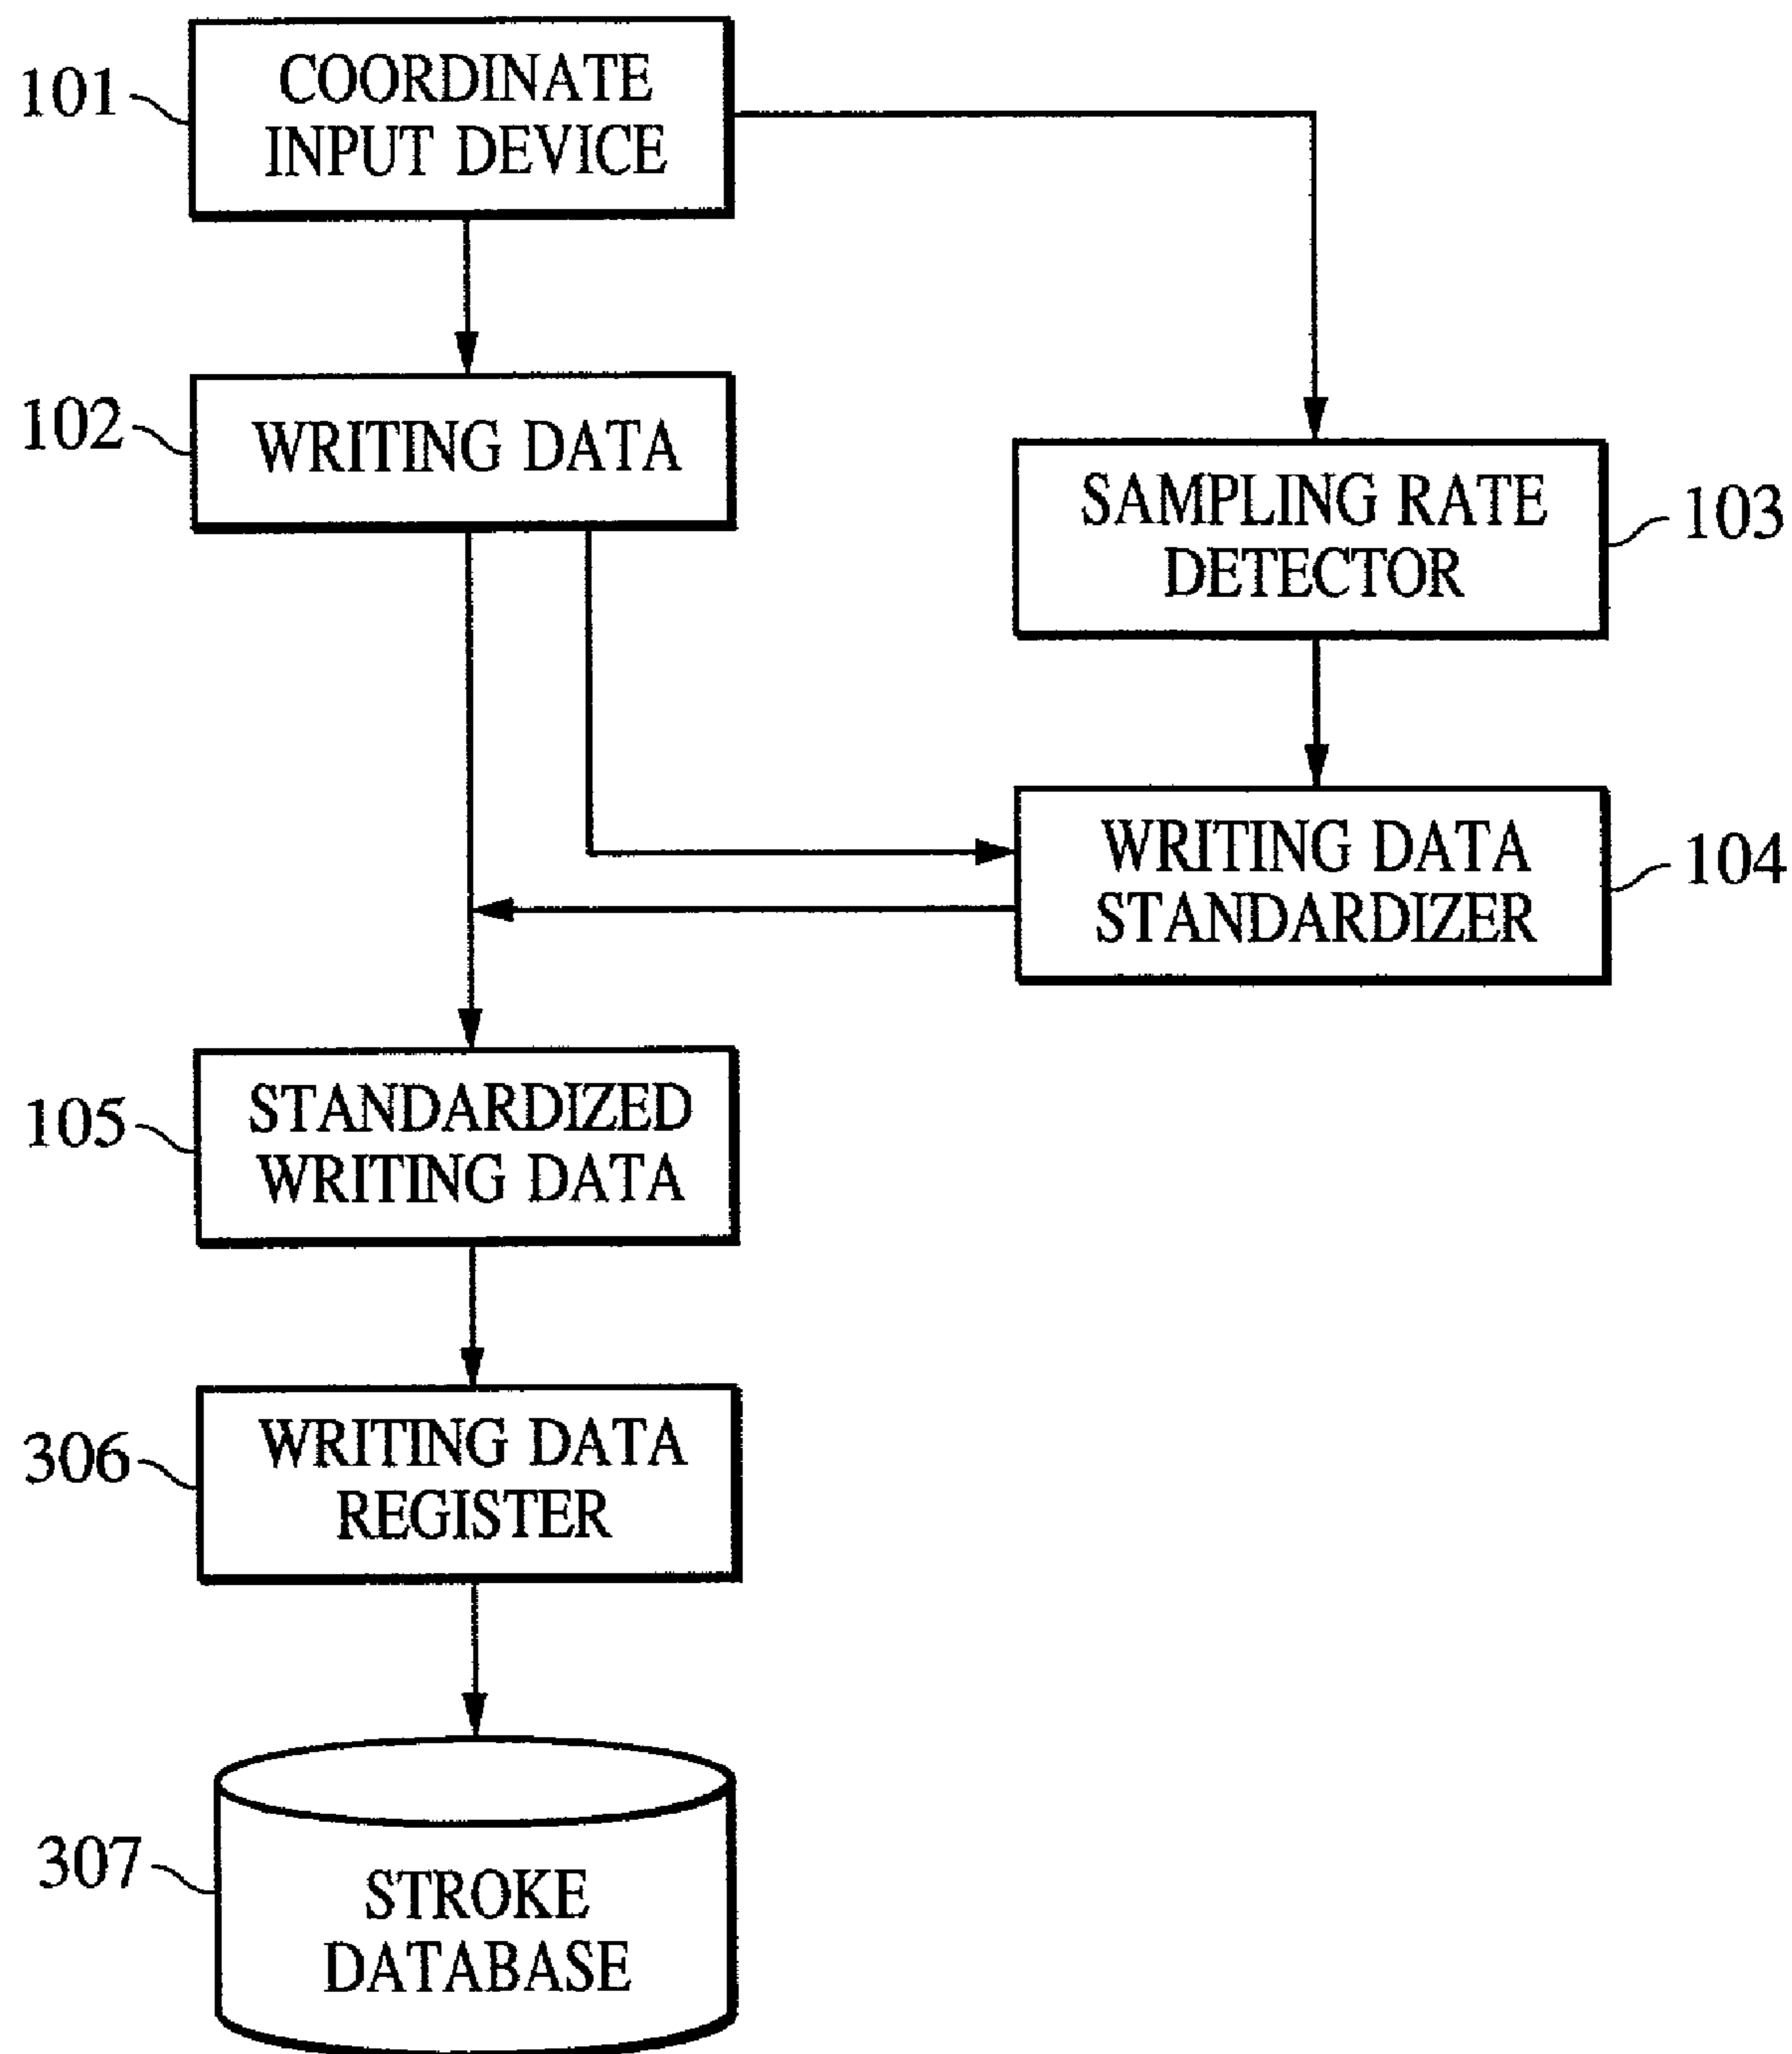 101
COORDINATE
INPUT DEVICE
102
WRITING DATA
SAMPLING RATE
DETECTOR
103
WRITING DATA
STANDARDIZER
104
105
STANDARDIZED
WRITING DATA
306
WRITING DATA
REGISTER
307
STROKE
DATABASE